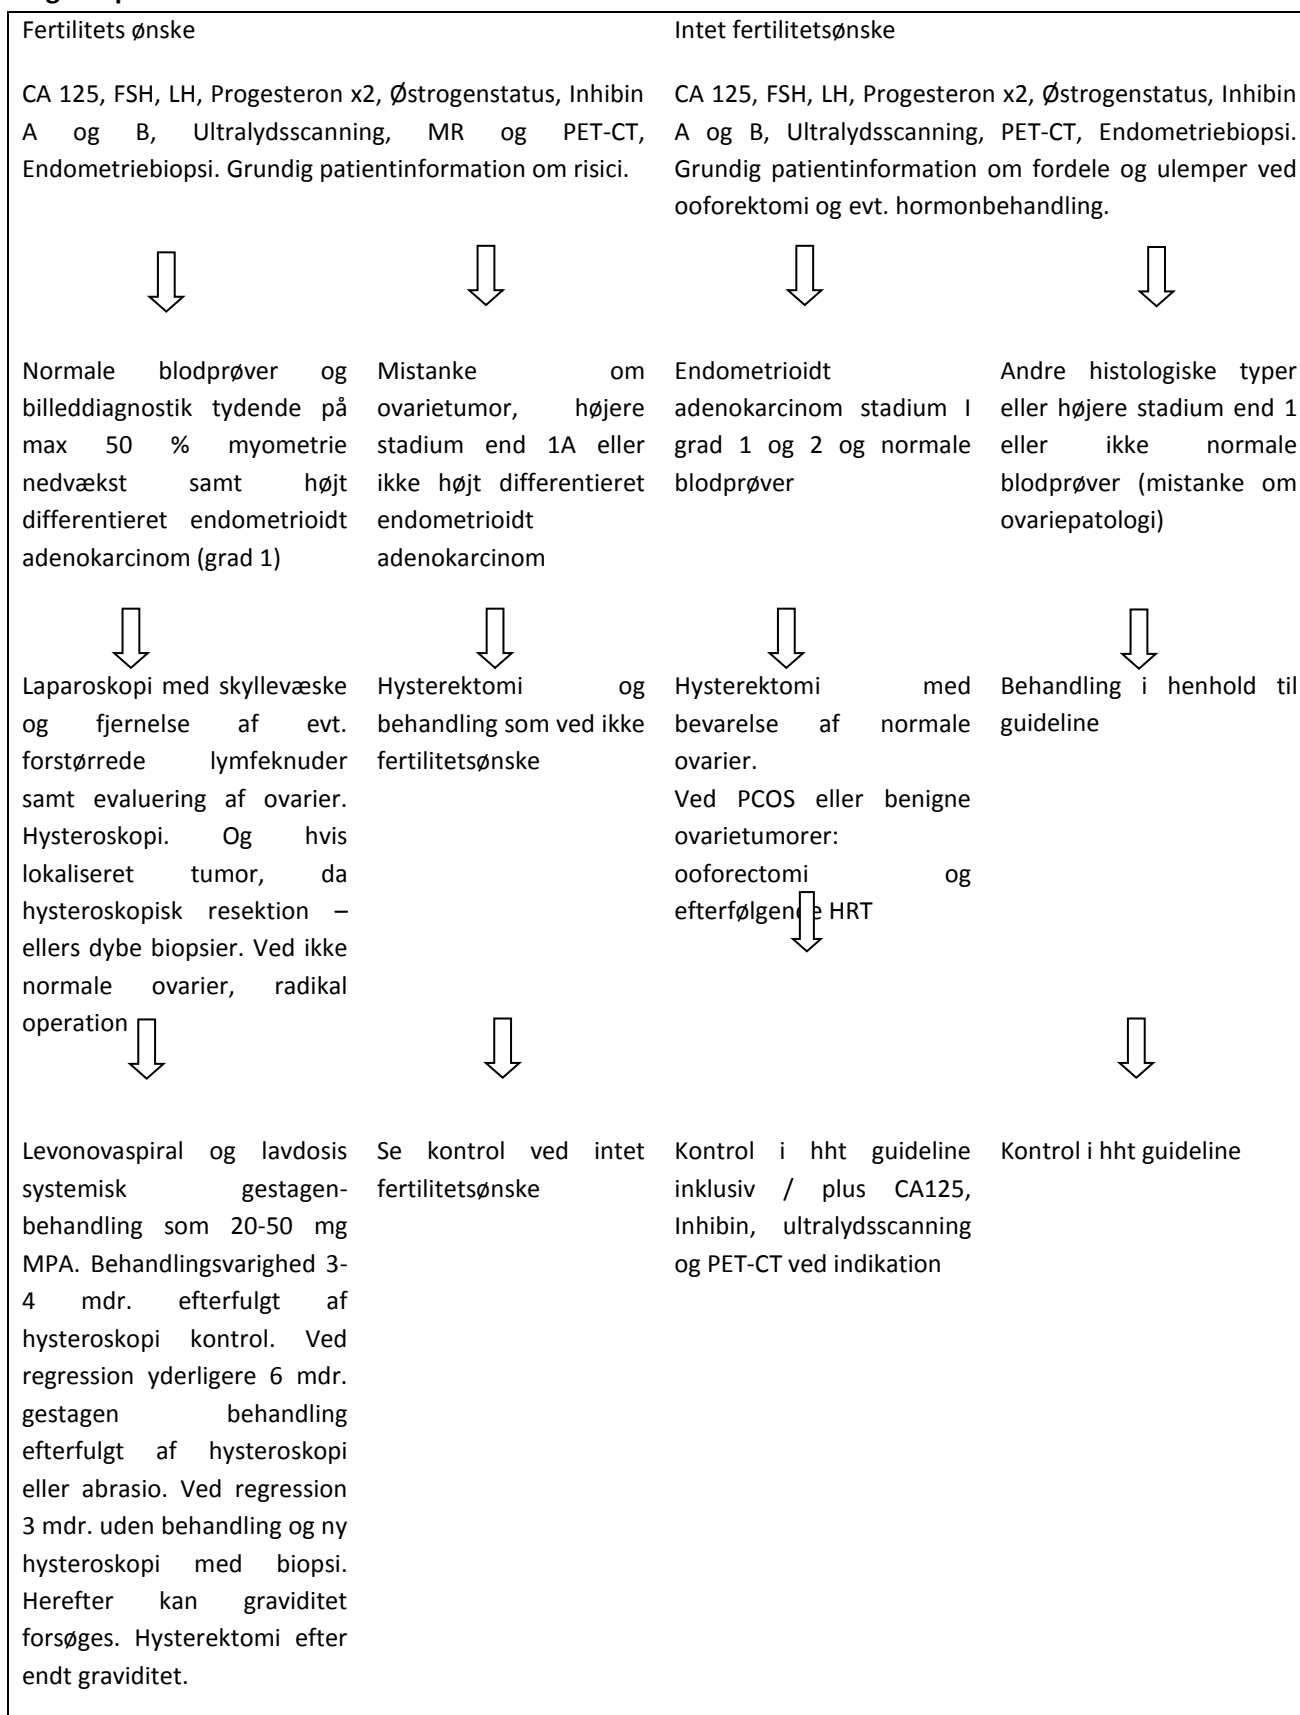 Fertilitets ønske
CA 125, FSH, LH, Progesteron x2, Østrogenstatus, Inhibin
A og B, Ultralydsscanning, MR og PET-CT,
Endometriebiopsi. Grundig patientinformation om risici.
Intet fertilitetsønske
CA 125, FSH, LH, Progesteron x2, Østrogenstatus, Inhibin
A og B, Ultralydsscanning, PET-CT, Endometriebiopsi.
Grundig patientinformation om fordele og ulemper ved
ooforektomi og evt. hormonbehandling.
Normale blodprøver og
billeddiagnostik tydende på
max 50 % myometrie
nedvækst samt højt
differentieret endometrioidt
adenokarcinom (grad 1)
Mistanke om
ovarietumor, højere
stadium end 1A eller
ikke højt differentieret
endometrioidt
adenokarcinom
Endometrioidt
adenokarcinom stadium I
grad 1 og 2 og normale
blodprøver
Andre histologiske typer
eller højere stadium end 1
eller ikke normale
blodprøver (mistanke om
ovariepatologi)
Laparoskopi med skyllevæske
og fjernelse af evt.
forstørrede lymfeknuder
samt evaluering af ovarier.
Hysteroskopi. Og hvis
lokaliseret tumor, da
hysteroskopisk resektion –
ellers dybe biopsier. Ved ikke
normale ovarier, radikal
operation
Hysterektomi og
behandling som ved ikke
fertilitetsønske
Hysterektomi med
bevarelse af normale
ovarier.
Ved PCOS eller benigne
ovarietumorer:
ooforectomi og
efterfølgende HRT
Behandling i henhold til
guideline
Levonovaspiral og lavdosis
systemisk gestagen-
behandling som 20-50 mg
MPA. Behandlingsvarighed 3-
4 mdr. efterfulgt af
hysteroskopi kontrol. Ved
regression yderligere 6 mdr.
gestagen behandling
efterfulgt af hysteroskopi
eller abrasio. Ved regression
3 mdr. uden behandling og ny
hysteroskopi med biopsi.
Herefter kan graviditet
forsøges. Hysterektomi efter
endt graviditet.
Se kontrol ved intet
fertilitetsønske
Kontrol i hht guideline
inklusiv / plus CA125,
Inhibin, ultralydsscanning
og PET-CT ved indikation
Kontrol i hht guideline